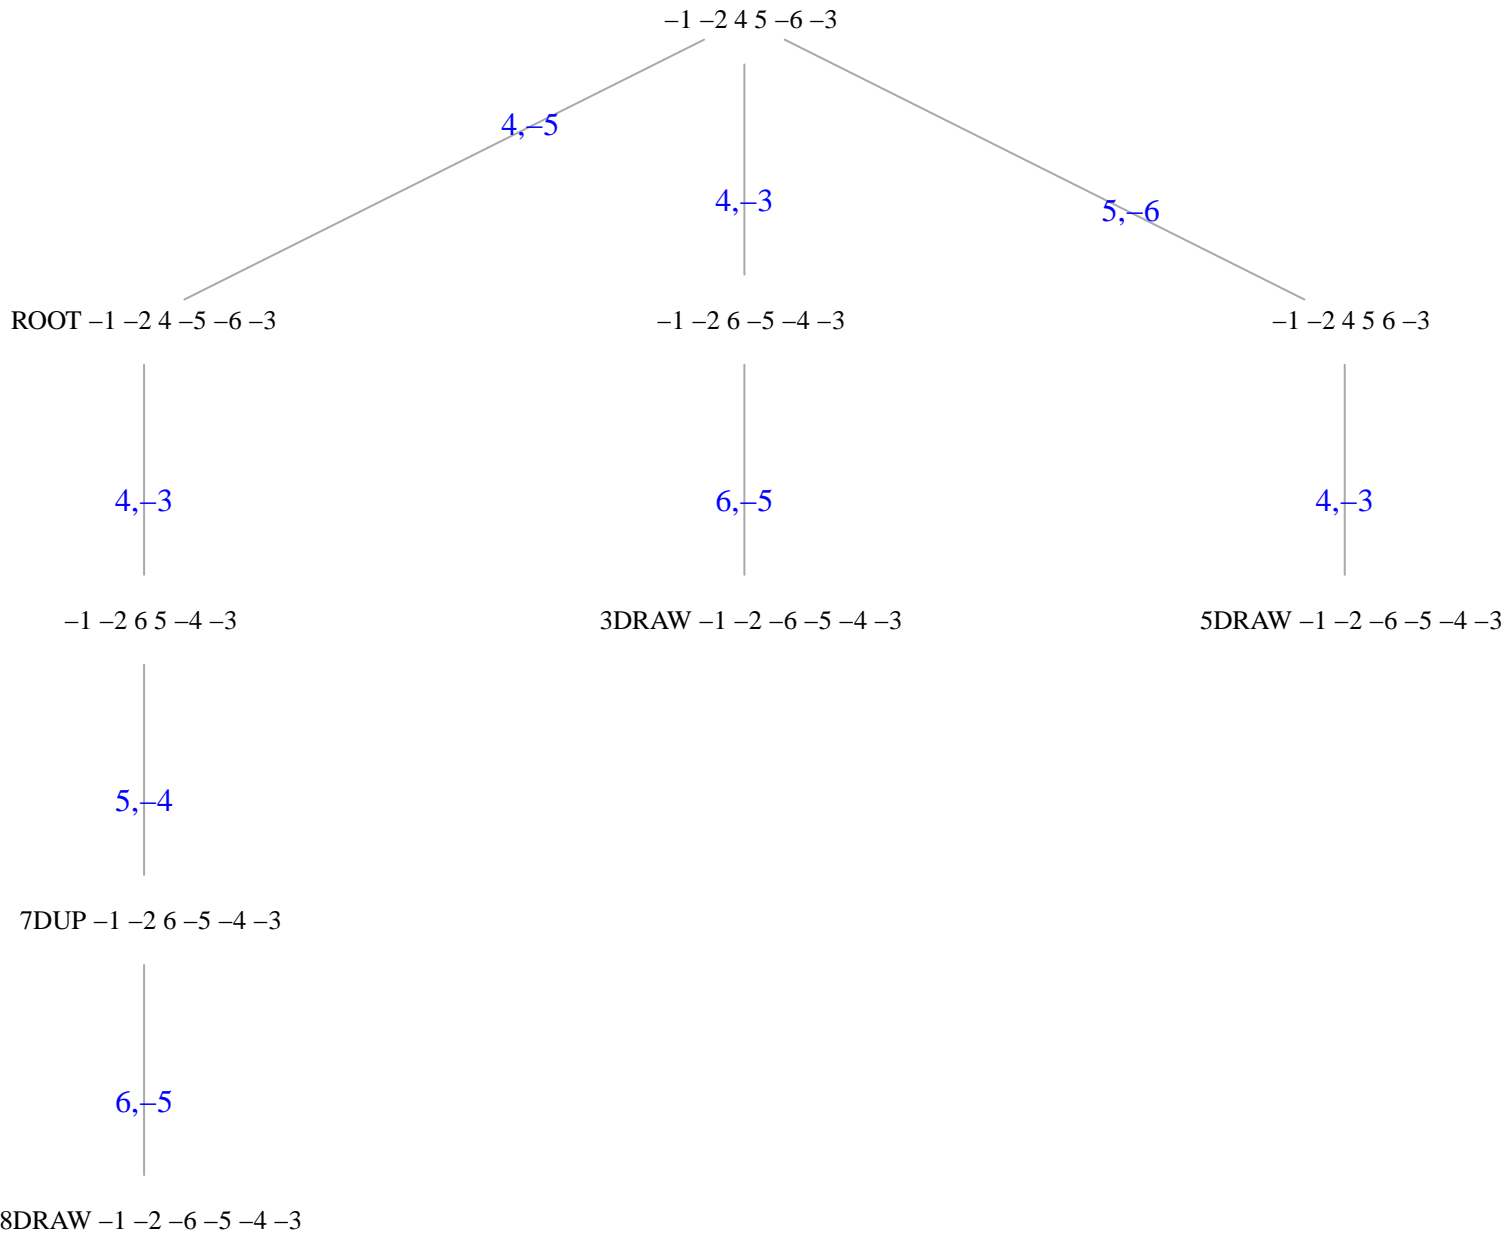 –1 –2 4 5 –6 –3
4,–5
4,–3
5,–6
ROOT –1 –2 4 –5 –6 –3
–1 –2 6 –5 –4 –3
–1 –2 4 5 6 –3
4,–3
6,–5
4,–3
–1 –2 6 5 –4 –3
3DRAW –1 –2 –6 –5 –4 –3
5DRAW –1 –2 –6 –5 –4 –3
5,–4
7DUP –1 –2 6 –5 –4 –3
6,–5
8DRAW –1 –2 –6 –5 –4 –3